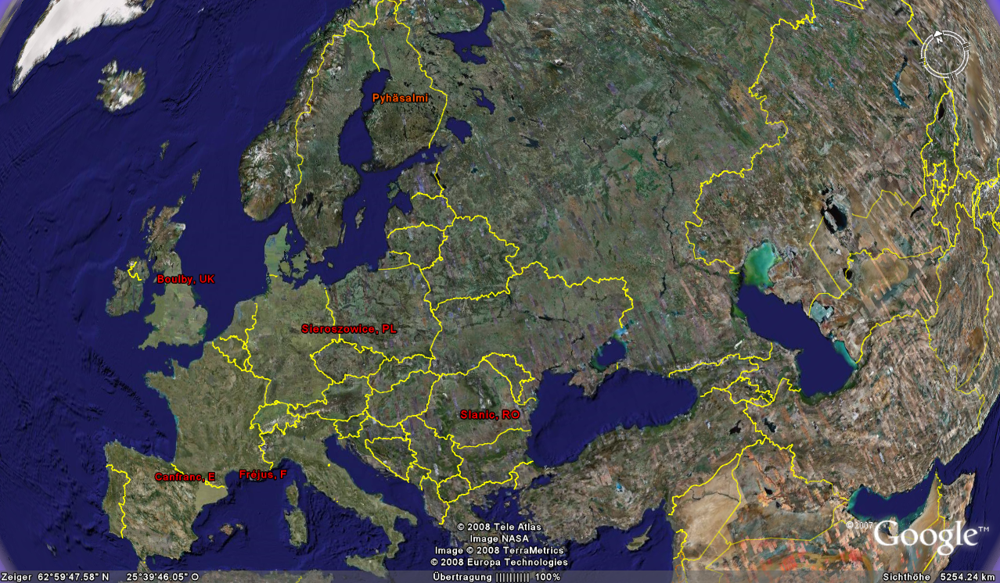 N
Pyhäsalmi
Boulby, UK
Sieroszowice, PL
Slanic, RO
Canfranc, E
Fréjus, F
© 2008 Tele Atlas
Image NASA
Image © 2008 TerraMetrics
© 2008 Europa Technologies
©2007 Google™
Zeiger 62°59'47.58" N 25°39'46.05" O
Übertragung |||||||||| 100%
Sichthöhe 5254.24 km